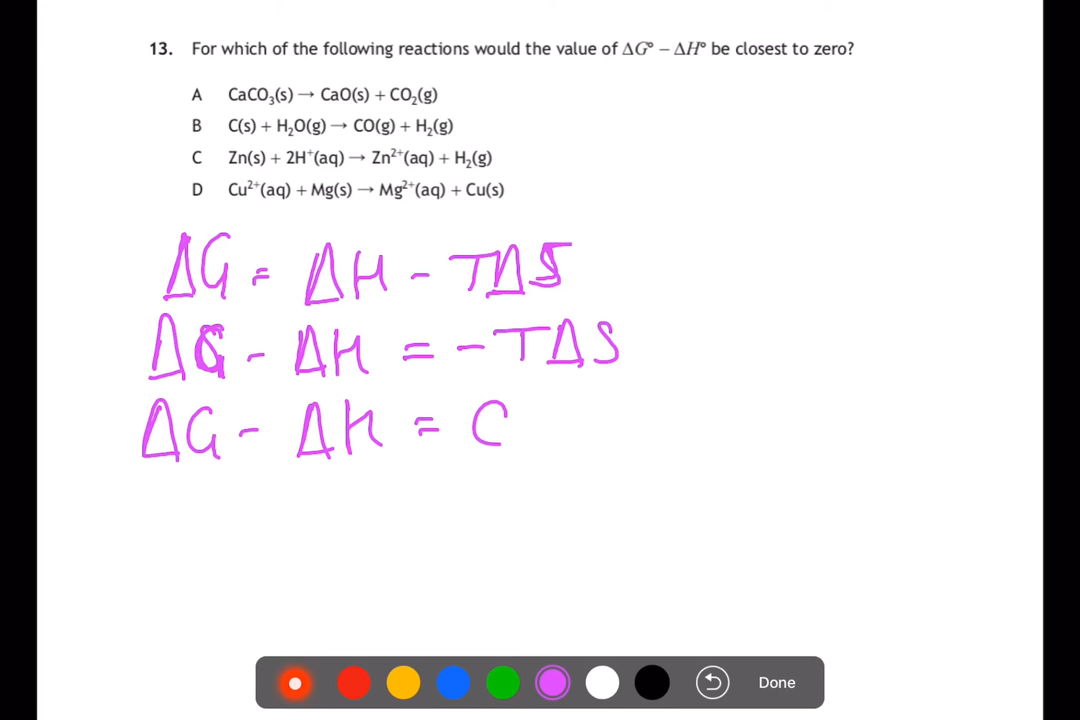 13. For which of the following reactions would the value of ΔG° − ΔH° be closest to zero?
A CaCO₃(s) → CaO(s) + CO₂(g)
B C(s) + H₂O(g) → CO(g) + H₂(g)
C Zn(s) + 2H⁺(aq) → Zn²⁺(aq) + H₂(g)
D Cu²⁺(aq) + Mg(s) → Mg²⁺(aq) + Cu(s)
ΔG = ΔH - TΔS
ΔG - ΔH = -TΔS
ΔG - ΔH = C
Done